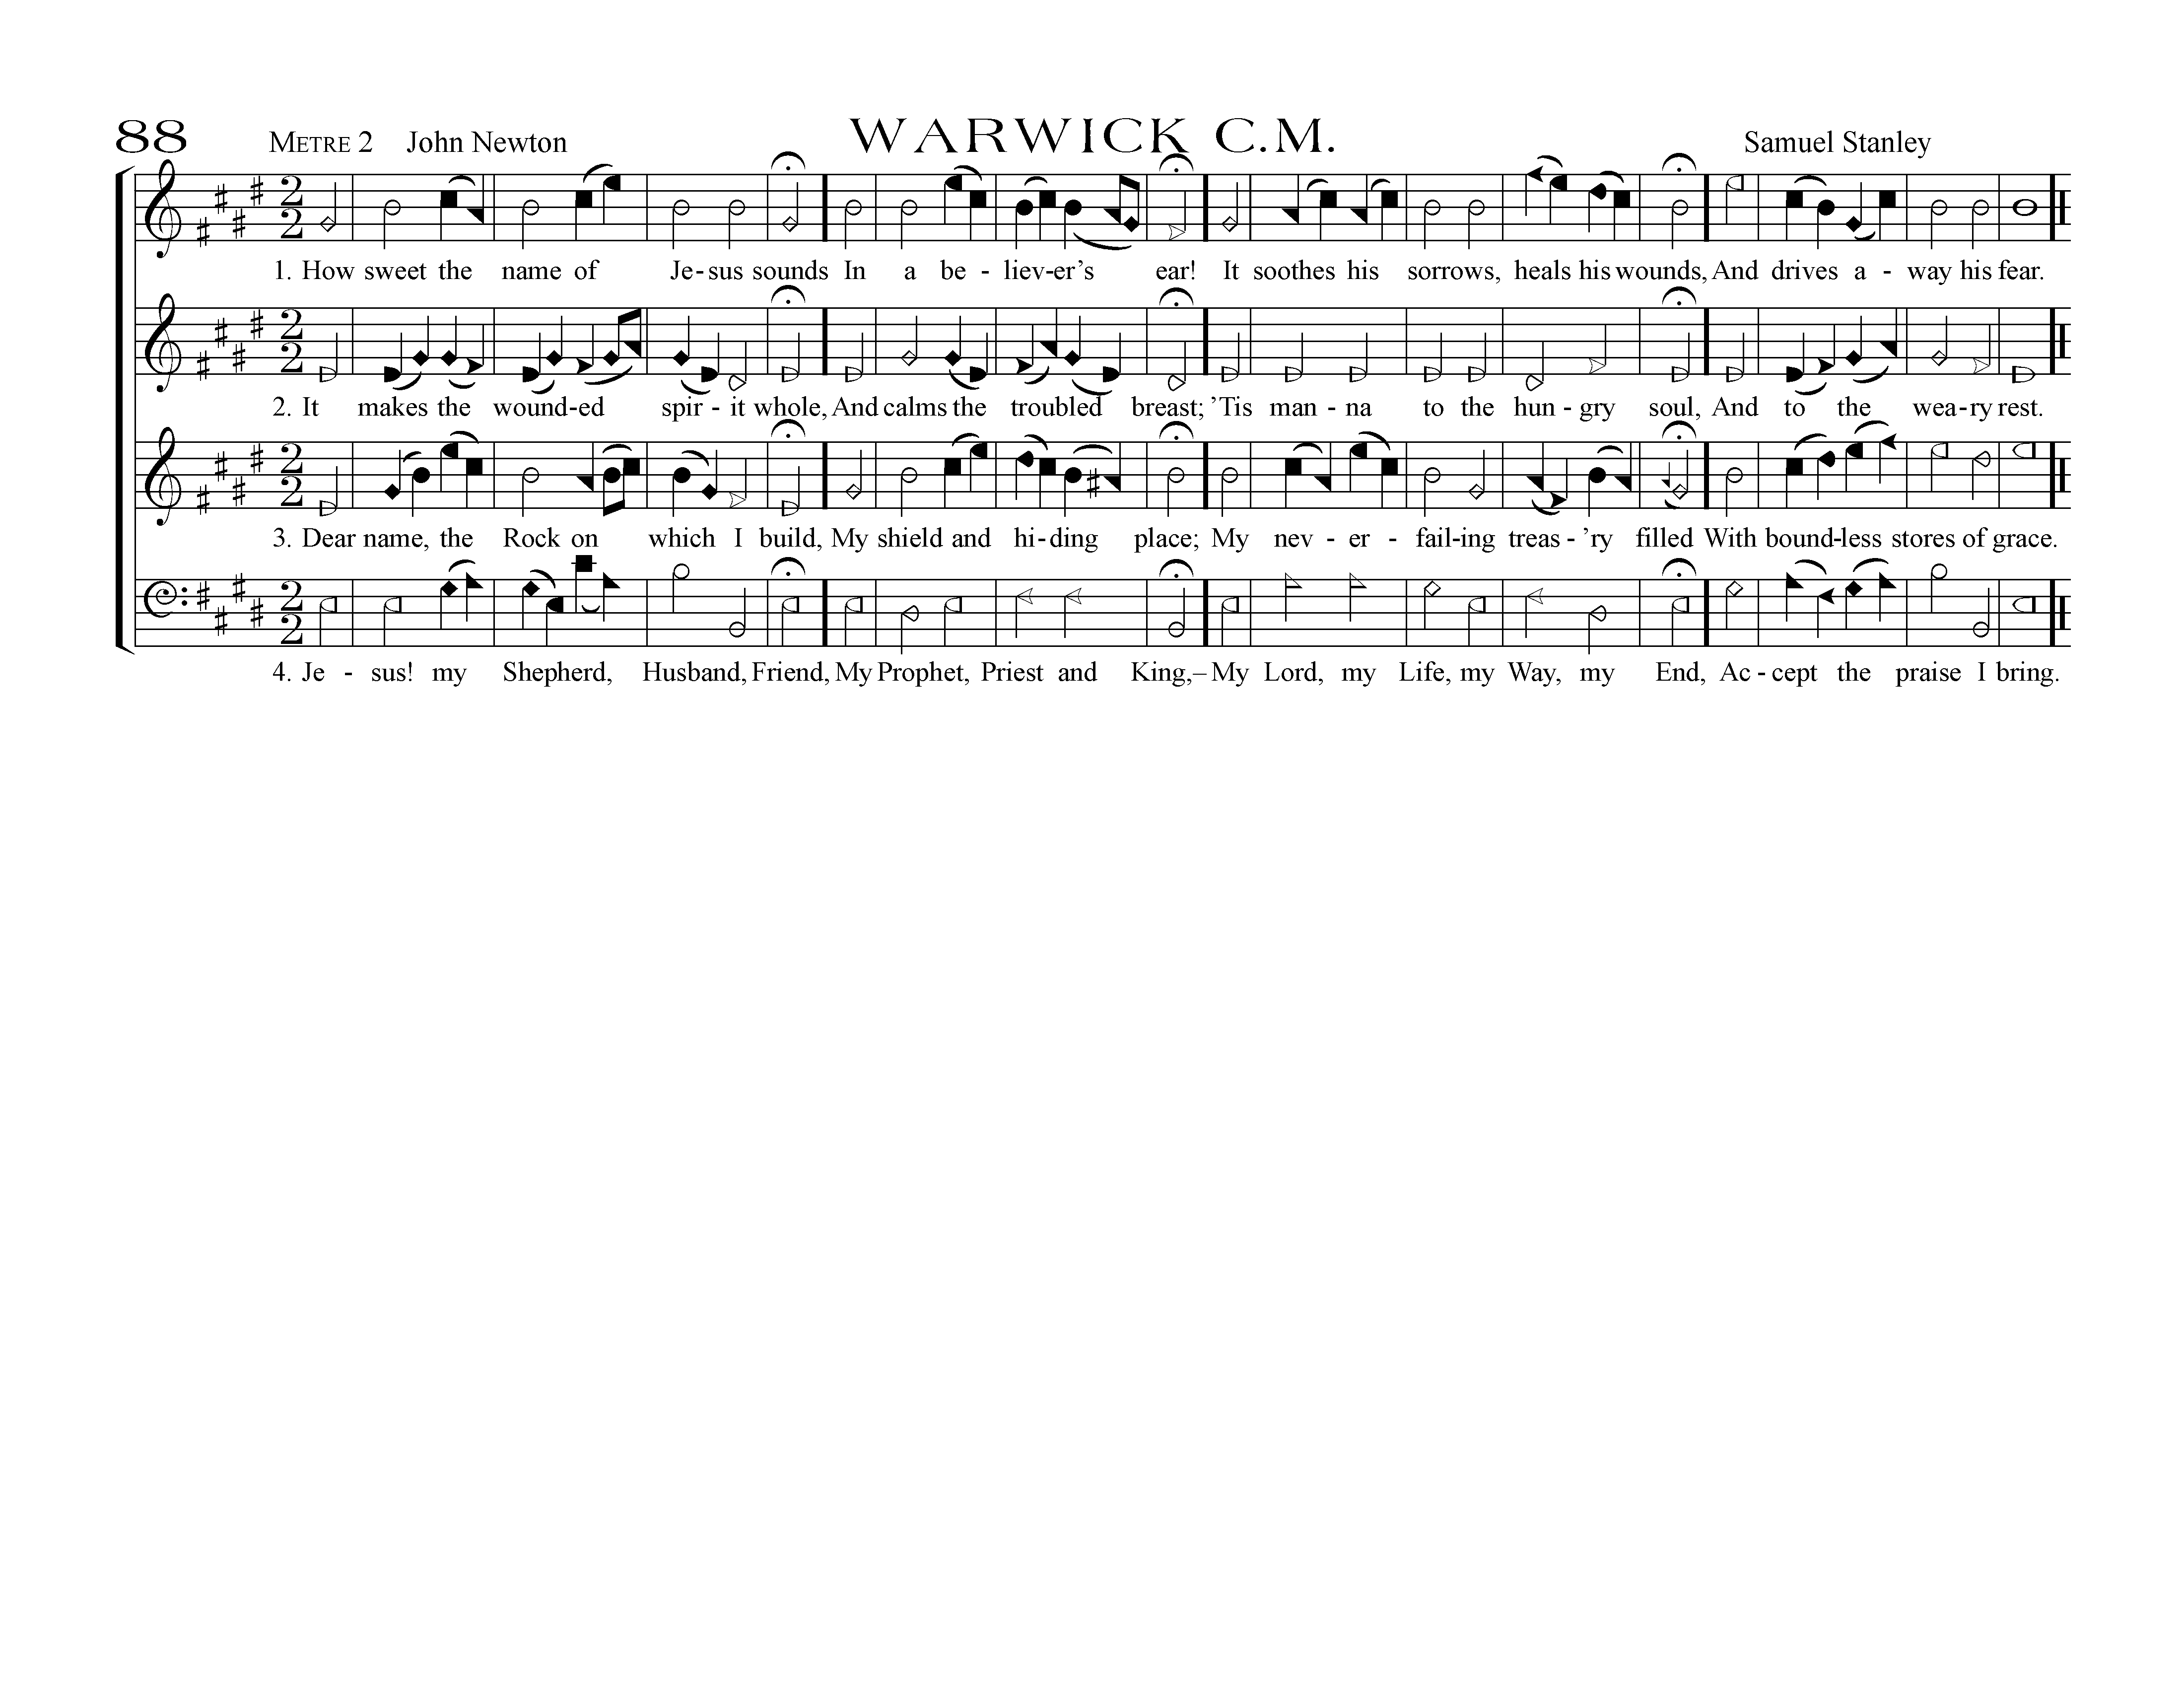 88 METRE 2 John Newton WARWICK C.M. Samuel Stanley
1. How sweet the name of Je-sus sounds In a be - liev-er’s ear! It soothes his sorrows, heals his wounds, And drives a - way his fear.
2. It makes the wound-ed spir - it whole, And calms the troubled breast; ’Tis man - na to the hun - gry soul, And to the wea-ry rest.
3. Dear name, the Rock on which I build, My shield and hi-ding place; My nev - er - fail-ing treas-’ry filled With bound-less stores of grace.
4. Je - sus! my Shepherd, Husband, Friend, My Prophet, Priest and King,– My Lord, my Life, my Way, my End, Ac - cept the praise I bring.